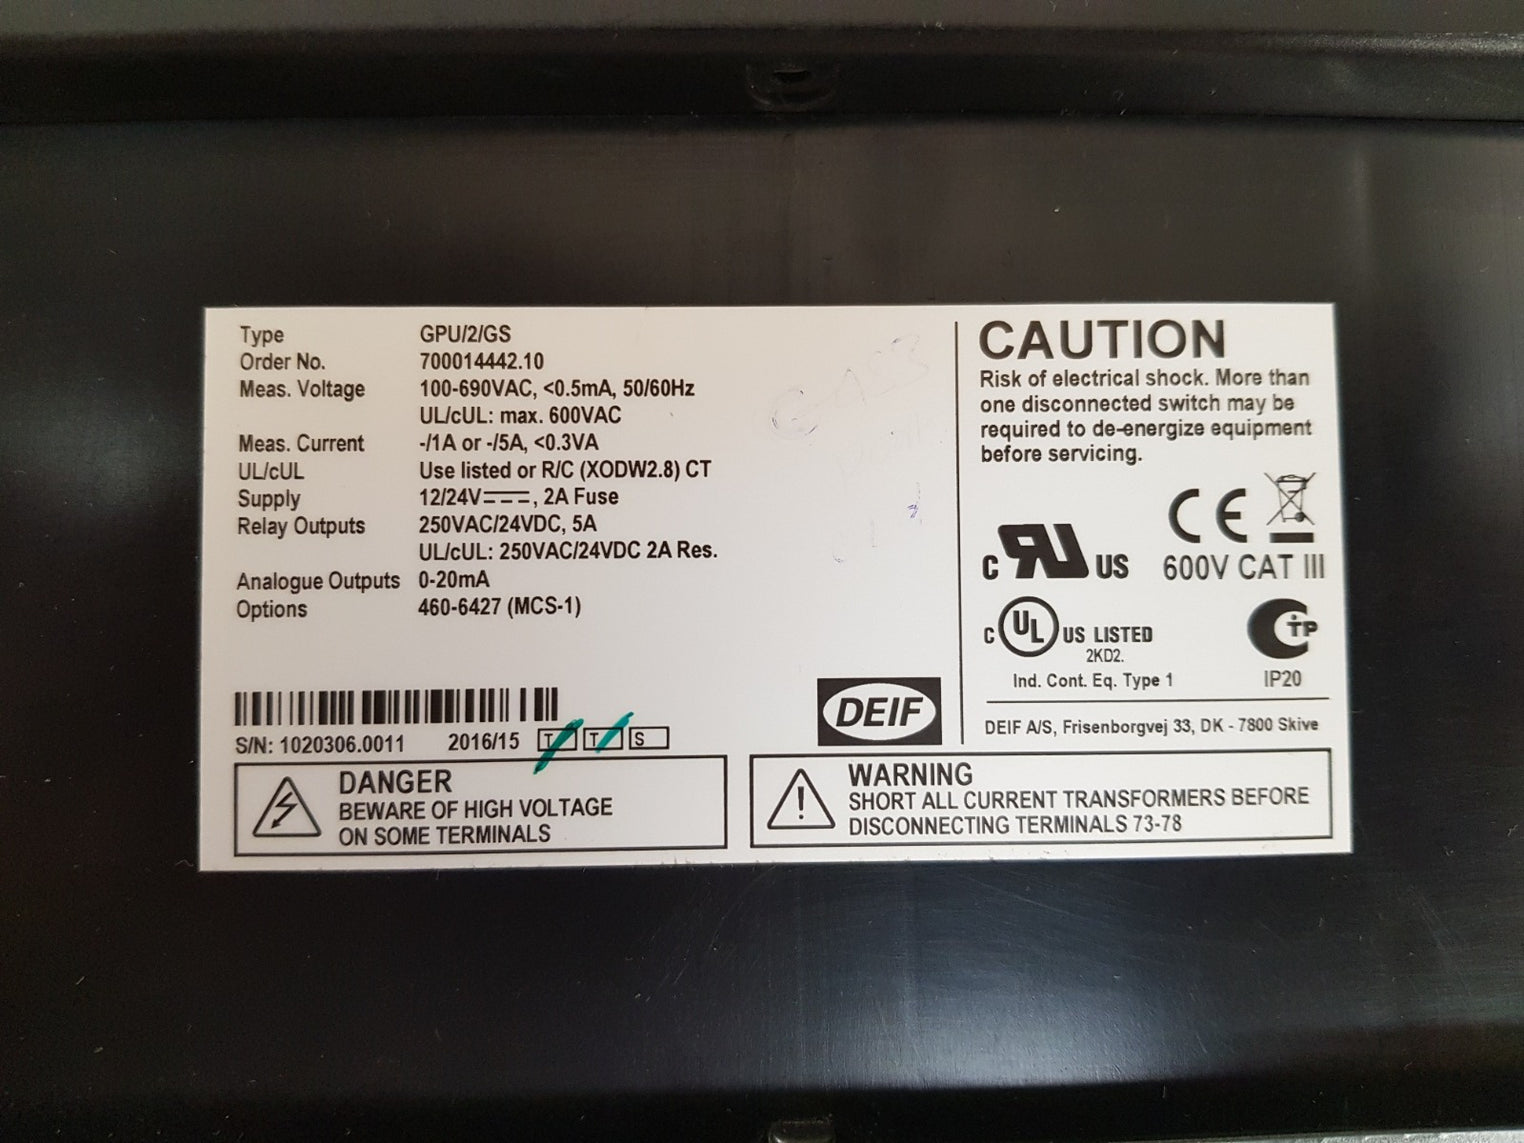 Type GPU/2/GS
Order No. 700014442.10
Meas. Voltage 100-690VAC, <0.5mA, 50/60Hz
UL/cUL: max. 600VAC
Meas. Current -/1A or -/5A, <0.3VA
UL/cUL Use listed or R/C (XODW2.8) CT
Supply 12/24V⎓, 2A Fuse
Relay Outputs 250VAC/24VDC, 5A
UL/cUL: 250VAC/24VDC 2A Res.
Analogue Outputs 0-20mA
Options 460-6427 (MCS-1)
S/N: 1020306.0011 2016/15 T T S
DEIF
CAUTION
Risk of electrical shock. More than
one disconnected switch may be
required to de-energize equipment
before servicing.
CE
C RU US 600V CAT III
C UL US LISTED
2KD2.
Ind. Cont. Eq. Type 1
IP20
DEIF A/S, Frisenborgvej 33, DK - 7800 Skive
DANGER
BEWARE OF HIGH VOLTAGE
ON SOME TERMINALS
WARNING
SHORT ALL CURRENT TRANSFORMERS BEFORE
DISCONNECTING TERMINALS 73-78